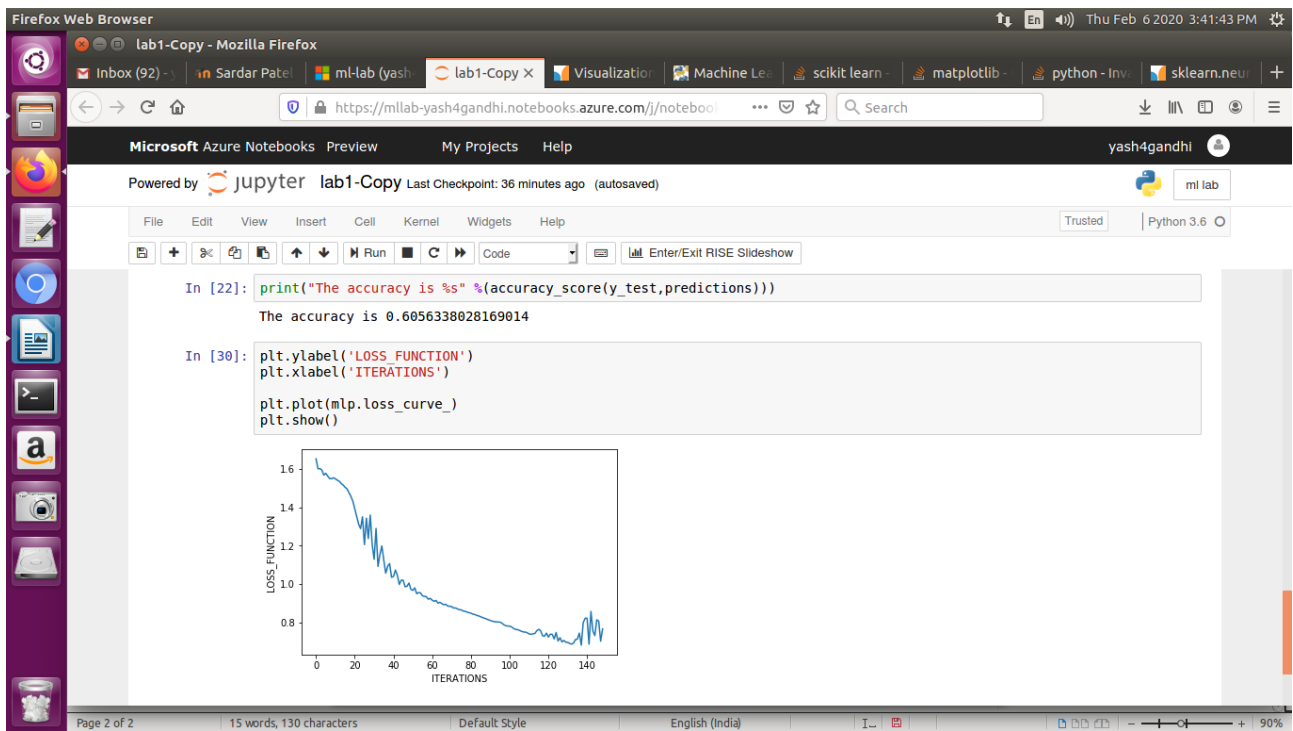 Firefox Web Browser
En
Thu Feb 6 2020 3:41:43 PM
lab1-Copy - Mozilla Firefox
Inbox (92) - y
Sardar Patel
ml-lab (yash
lab1-Copy
Visualization
Machine Lea
scikit learn -
matplotlib -
python - Inva
sklearn.neur
https://mllab-yash4gandhi.notebooks.azure.com/j/notebook
Search
Microsoft Azure Notebooks Preview My Projects Help yash4gandhi
Powered by jupyter lab1-Copy Last Checkpoint: 36 minutes ago (autosaved) ml lab
File Edit View Insert Cell Kernel Widgets Help Trusted Python 3.6
Run Code Enter/Exit RISE Slideshow
In [22]: print("The accuracy is %s" %(accuracy_score(y_test,predictions)))
The accuracy is 0.6056338028169014
In [30]: plt.ylabel('LOSS_FUNCTION')
plt.xlabel('ITERATIONS')
plt.plot(mlp.loss_curve_)
plt.show()
LOSS_FUNCTION
1.6
1.4
1.2
1.0
0.8
0 20 40 60 80 100 120 140
ITERATIONS
Page 2 of 2 15 words, 130 characters Default Style English (India) 90%